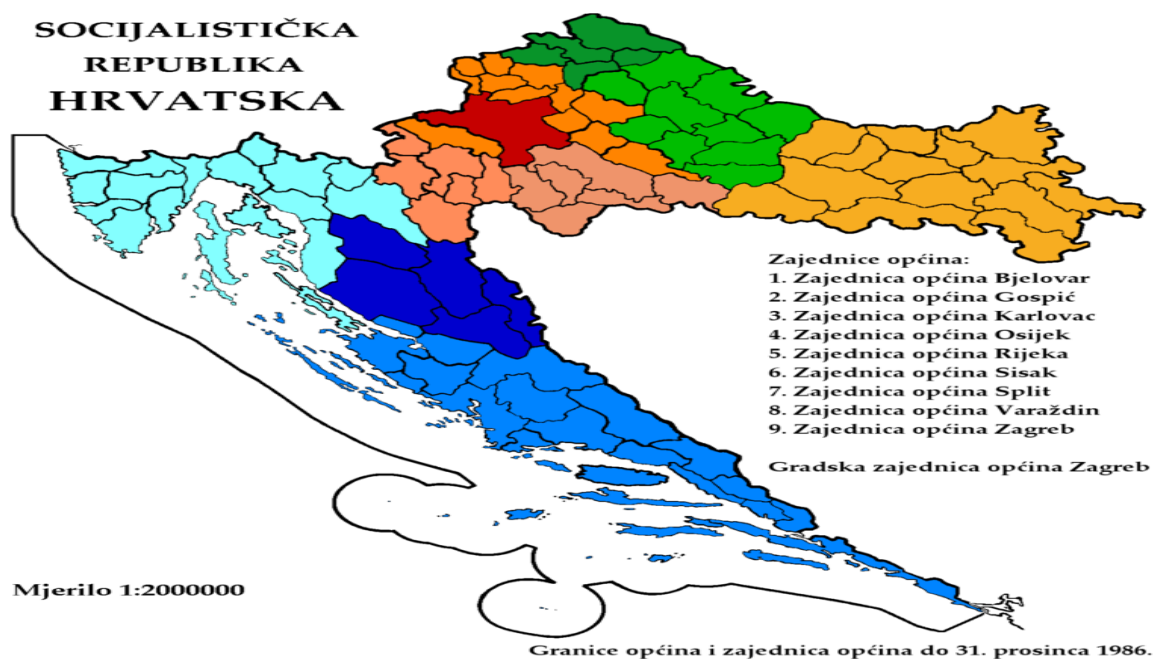 SOCIJALISTIČKA
REPUBLIKA
HRVATSKA
Zajednice općina:
1. Zajednica općina Bjelovar
2. Zajednica općina Gospić
3. Zajednica općina Karlovac
4. Zajednica općina Osijek
5. Zajednica općina Rijeka
6. Zajednica općina Sisak
7. Zajednica općina Split
8. Zajednica općina Varaždin
9. Zajednica općina Zagreb
Gradska zajednica općina Zagreb
Mjerilo 1:2000000
Granice općina i zajednica općina do 31. prosinca 1986.